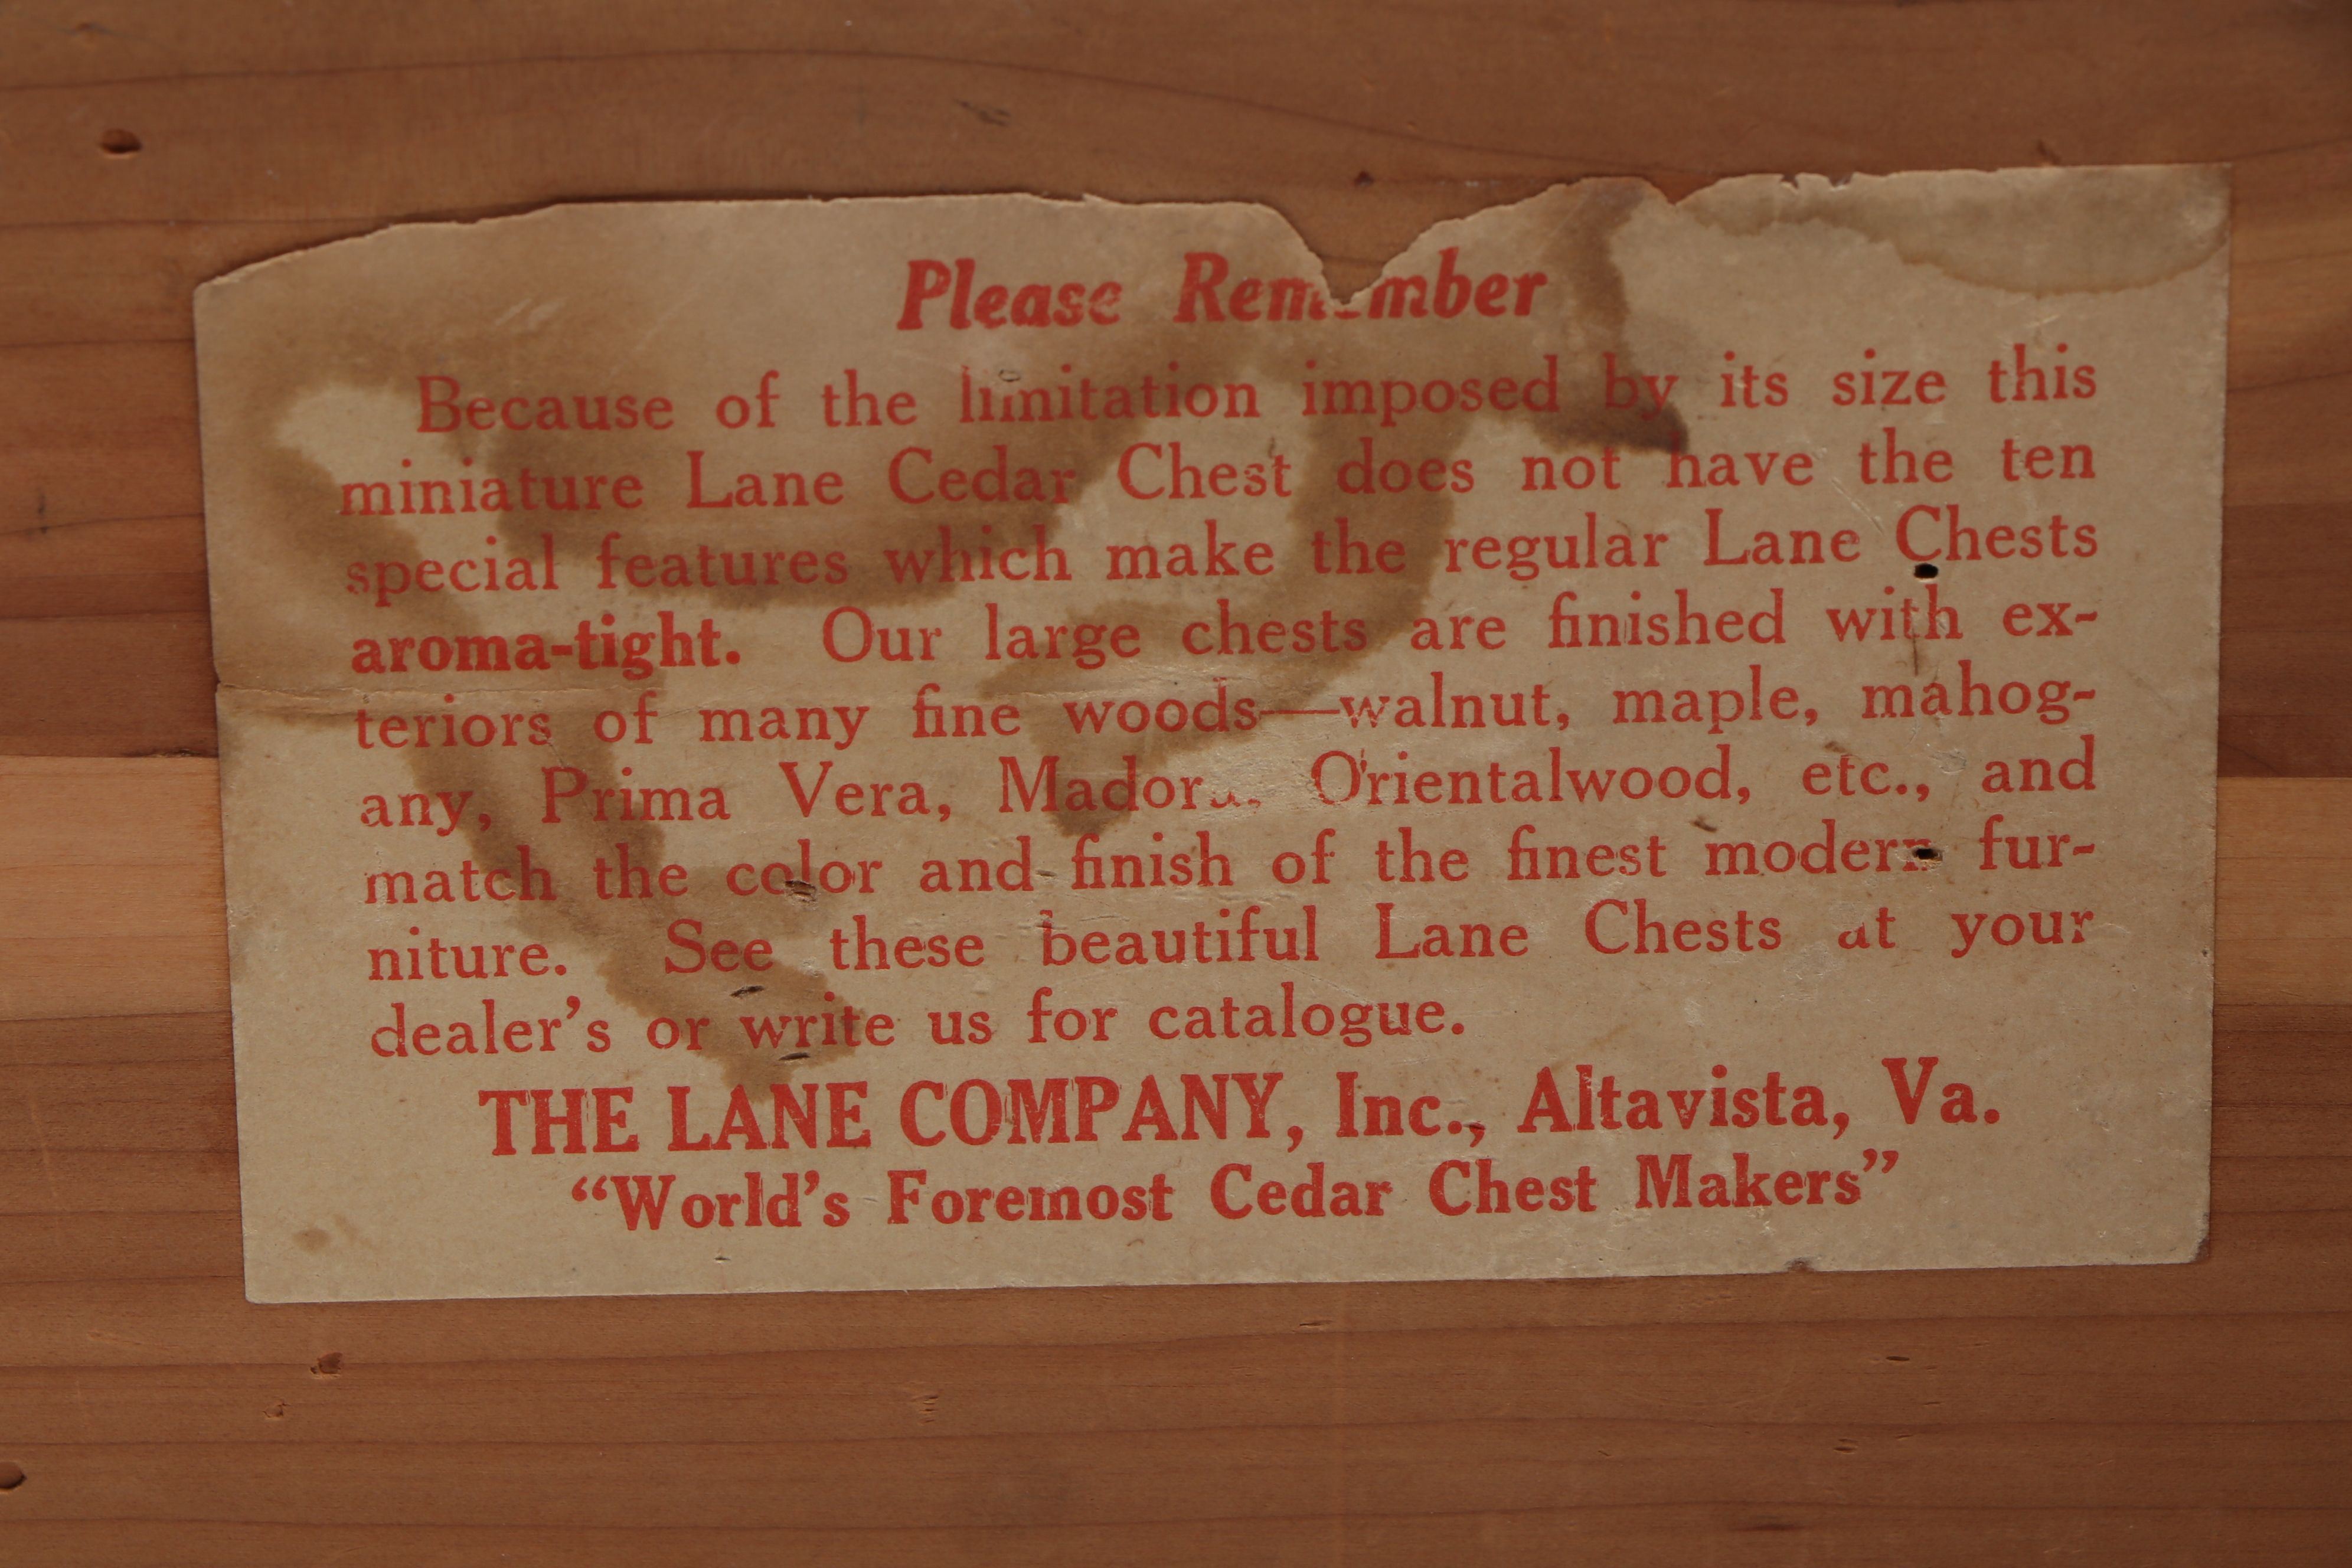 Please Remember
Because of the limitation imposed by its size this
miniature Lane Cedar Chest does not have the ten
special features which make the regular Lane Chests
aroma-tight. Our large chests are finished with ex-
teriors of many fine woods—walnut, maple, mahog-
any, Prima Vera, Orientalwood, etc., and
match the color and finish of the finest modern fur-
niture. See these beautiful Lane Chests at your
dealer's or write us for catalogue.
THE LANE COMPANY, Inc., Altavista, Va.
"World's Foremost Cedar Chest Makers"